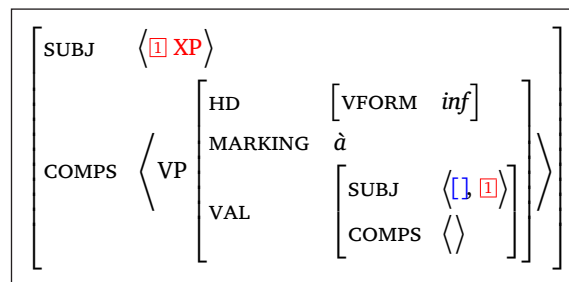 SUBJ ⟨[1] XP⟩
HD [VFORM inf]
MARKING à
COMPS ⟨VP
SUBJ ⟨[], [1]⟩
VAL
COMPS ⟨⟩